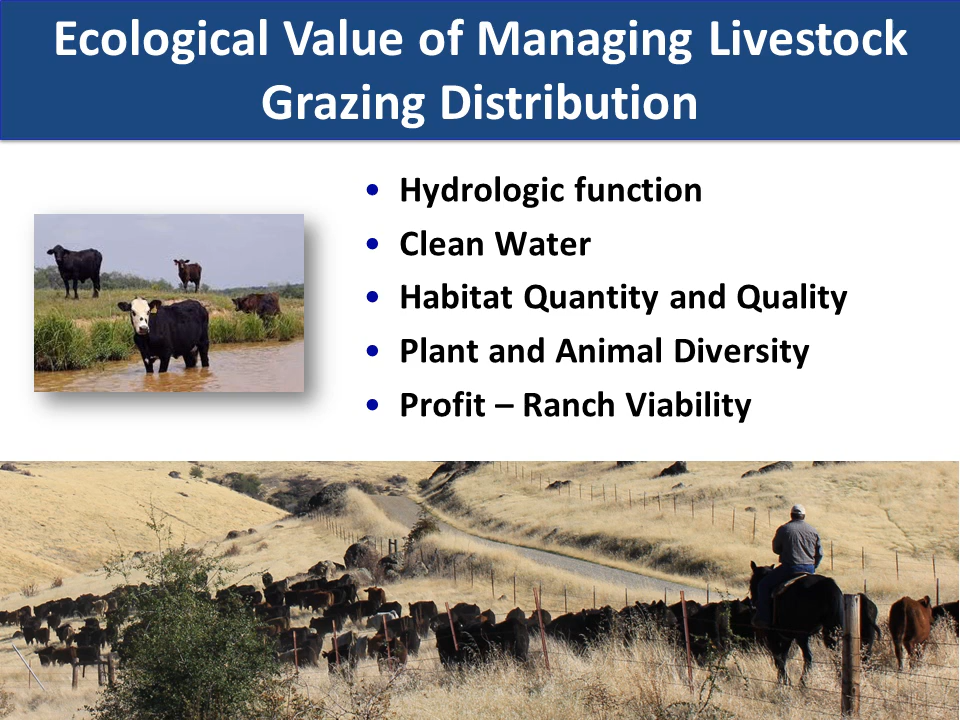 Ecological Value of Managing Livestock
Grazing Distribution
• Hydrologic function
• Clean Water
• Habitat Quantity and Quality
• Plant and Animal Diversity
• Profit – Ranch Viability